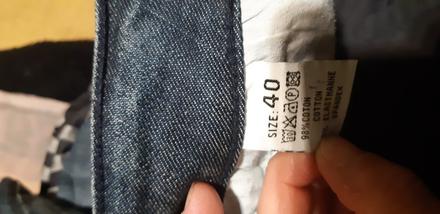 SIZE: 40
98%COTON
COTTON
ELASTHANNE
SPANDEX